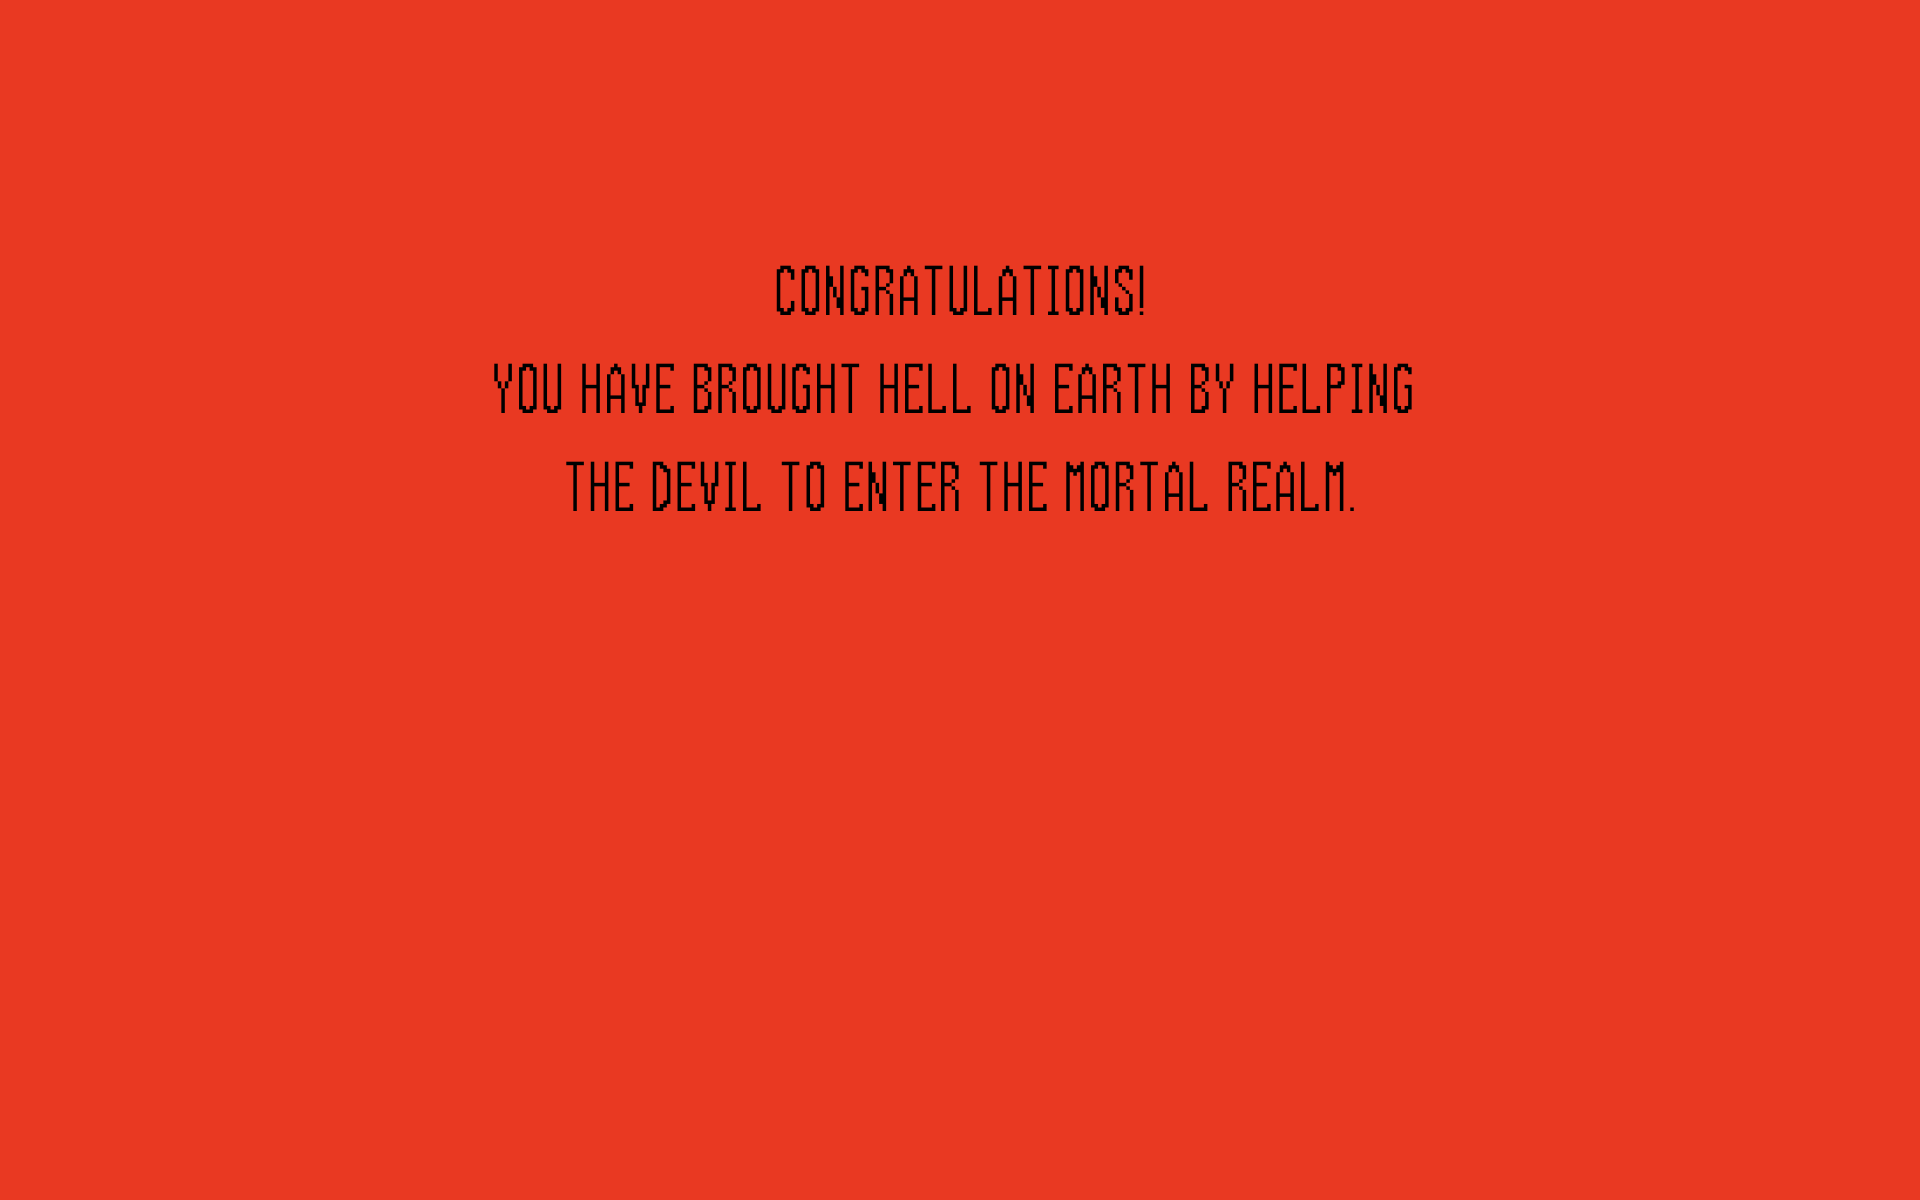 CONGRATULATIONS!
YOU HAVE BROUGHT HELL ON EARTH BY HELPING
THE DEVIL TO ENTER THE MORTAL REALM.